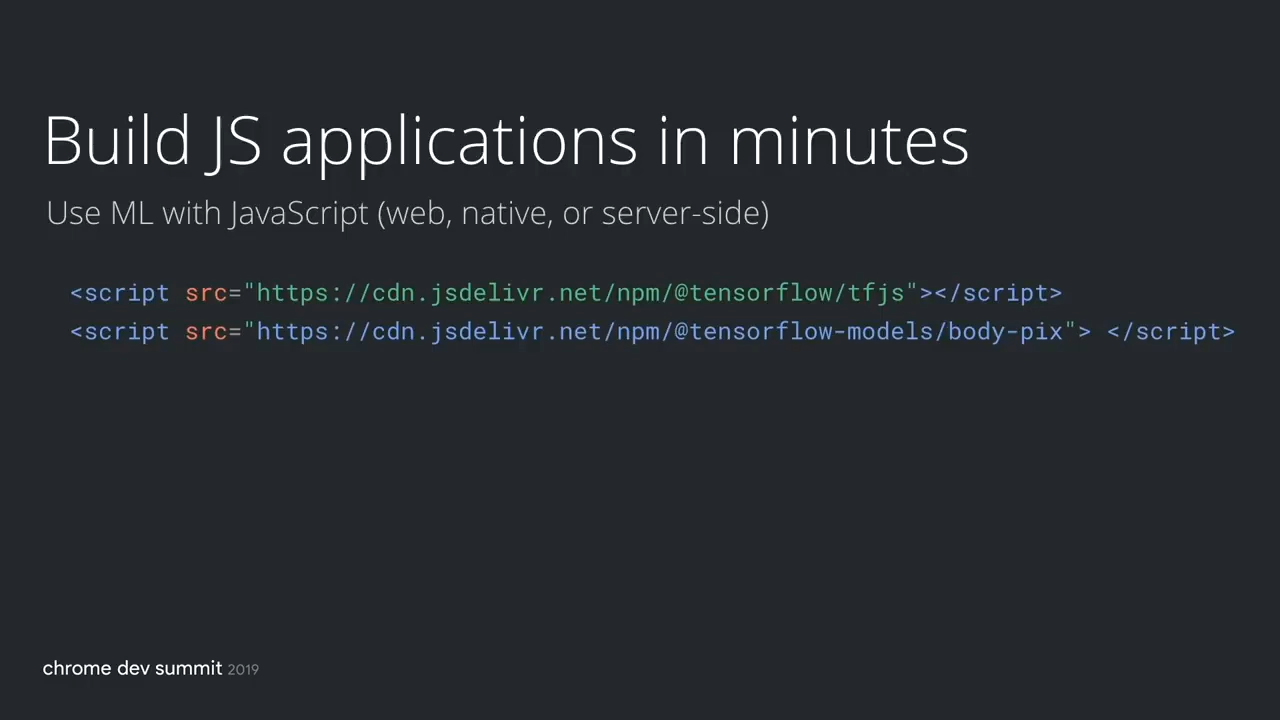 Build JS applications in minutes
Use ML with JavaScript (web, native, or server-side)
<script src="https://cdn.jsdelivr.net/npm/@tensorflow/tfjs"></script>
<script src="https://cdn.jsdelivr.net/npm/@tensorflow-models/body-pix"> </script>
chrome dev summit 2019